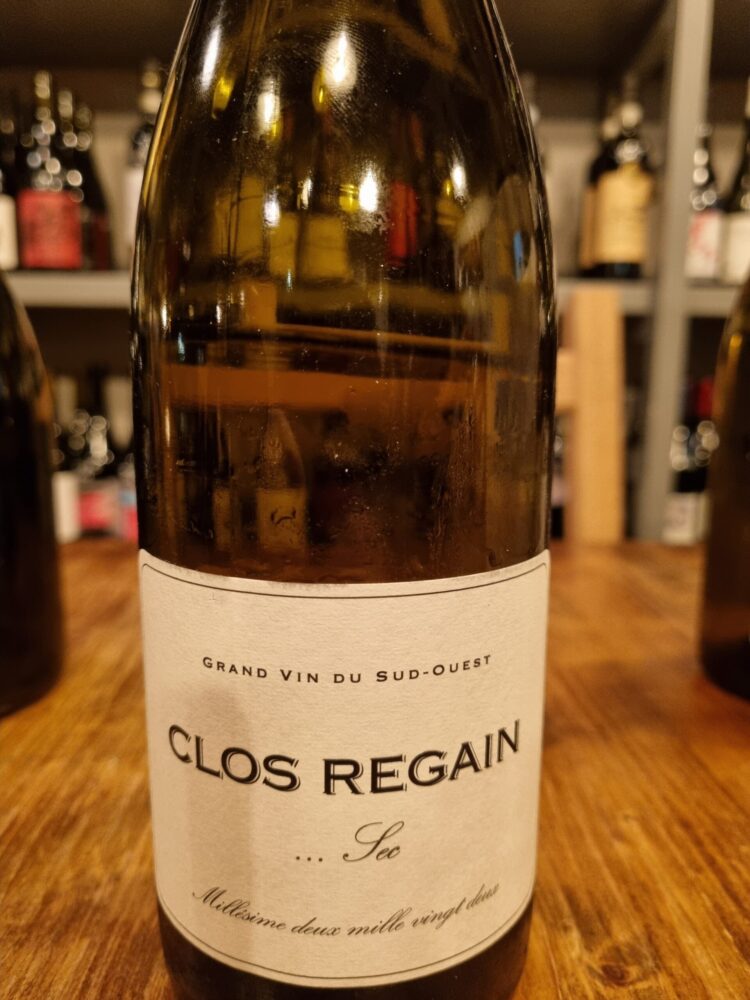 Grand Vin du Sud-Ouest
CLOS REGAIN
... Sec
Millésime deux mille vingt deux